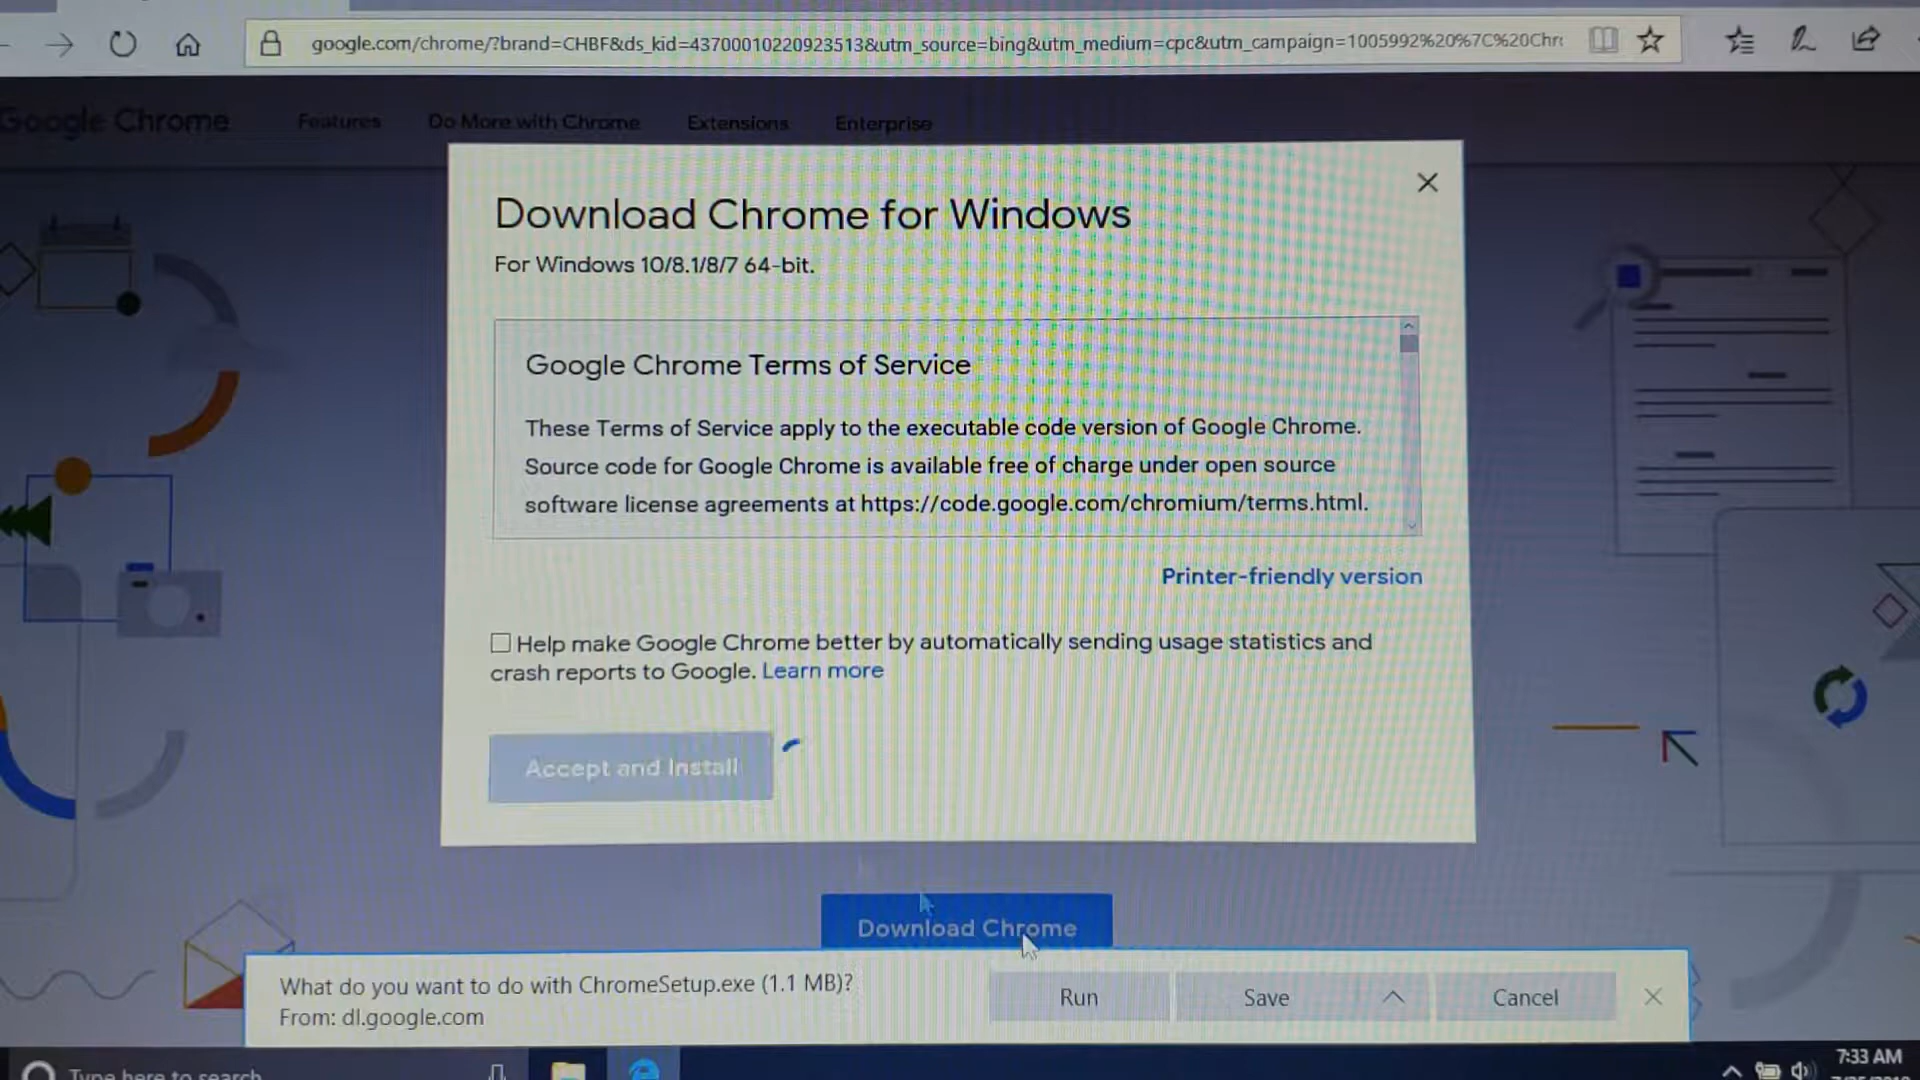 google.com/chrome/?brand=CHBF&ds_kid=43700010220923513&utm_source=bing&utm_medium=cpc&utm_campaign=1005992%20%7C%20Chr
Google Chrome Features Do More with Chrome Extensions Enterprise
Download Chrome for Windows
For Windows 10/8.1/8/7 64-bit.
Google Chrome Terms of Service
These Terms of Service apply to the executable code version of Google Chrome.
Source code for Google Chrome is available free of charge under open source
software license agreements at https://code.google.com/chromium/terms.html.
Printer-friendly version
Help make Google Chrome better by automatically sending usage statistics and
crash reports to Google. Learn more
Accept and Install
Download Chrome
What do you want to do with ChromeSetup.exe (1.1 MB)?
From: dl.google.com
Run Save Cancel
Type here to search
7:33 AM